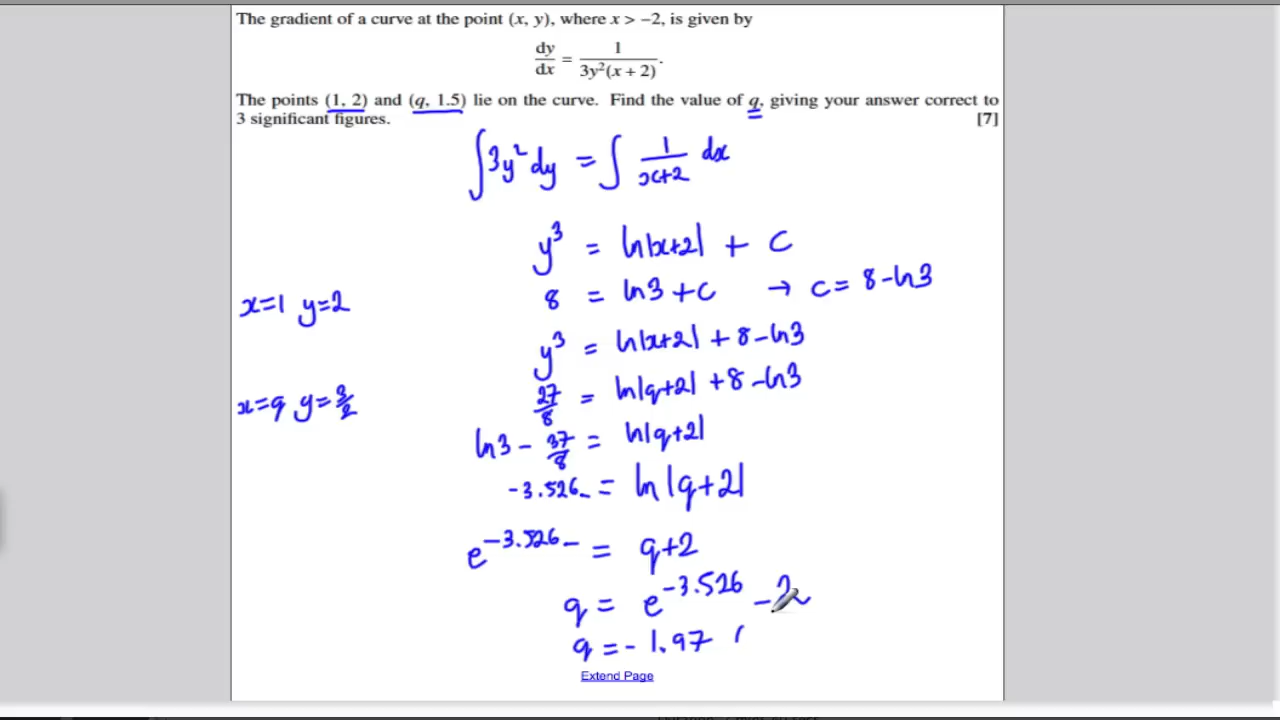 The gradient of a curve at the point (x, y), where x > −2, is given by
dy/dx = 1/(3y²(x + 2)).
The points (1, 2) and (q, 1.5) lie on the curve. Find the value of q, giving your answer correct to
3 significant figures. [7]
∫3y² dy = ∫ 1/(x+2) dx
y³ = ln|x+2| + c
x=1 y=2 8 = ln3 + c → c = 8 - ln3
y³ = ln|x+2| + 8 - ln3
x=q y=3/2 27/8 = ln|q+2| + 8 - ln3
ln3 - 37/8 = ln|q+2|
-3.526.. = ln|q+2|
e^-3.526.. = q+2
q = e^-3.526 - 2
q = -1.97 (
Extend Page